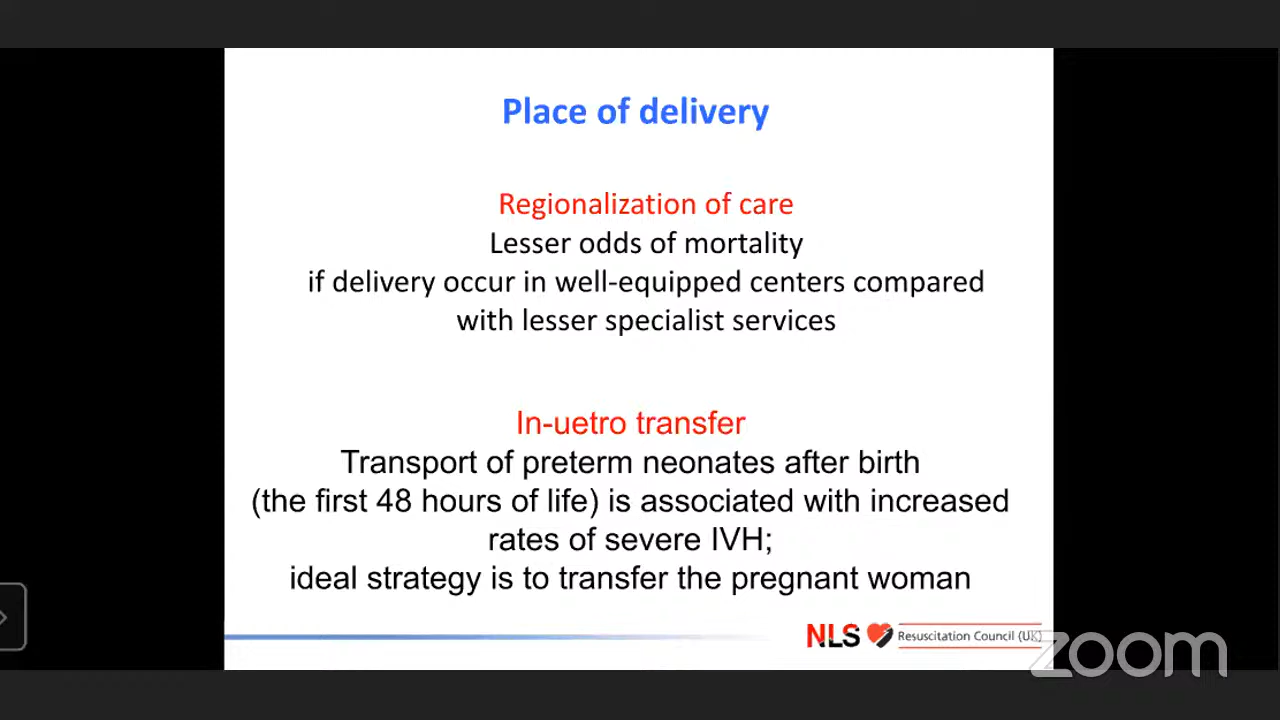 Place of delivery
Regionalization of care
Lesser odds of mortality
if delivery occur in well-equipped centers compared
with lesser specialist services
In-uetro transfer
Transport of preterm neonates after birth
(the first 48 hours of life) is associated with increased
rates of severe IVH;
ideal strategy is to transfer the pregnant woman
NLS Resuscitation Council (UK)
zoom